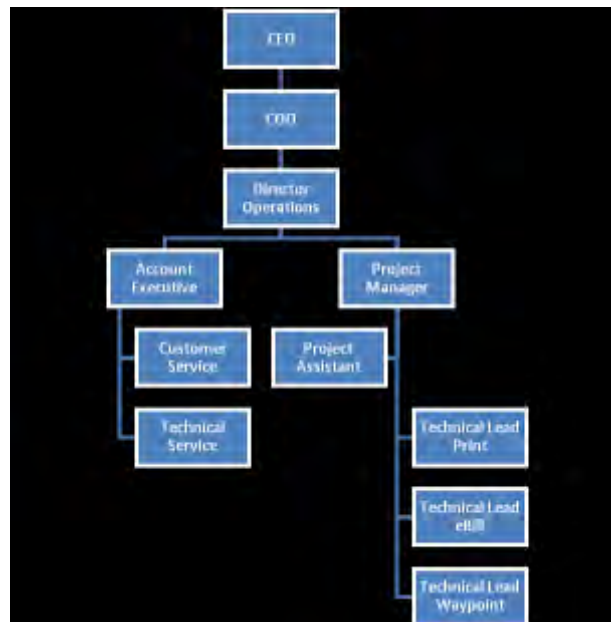 CEO
COO
Director
Operations
Account
Executive
Project
Manager
Customer
Service
Project
Assistant
Technical
Service
Technical Lead
Print
Technical Lead
eBill
Technical Lead
Waypoint